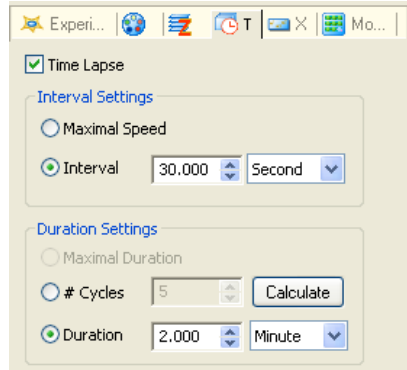 Experi... T X Mo...
Time Lapse
Interval Settings
Maximal Speed
Interval 30.000 Second
Duration Settings
Maximal Duration
# Cycles 5 Calculate
Duration 2.000 Minute